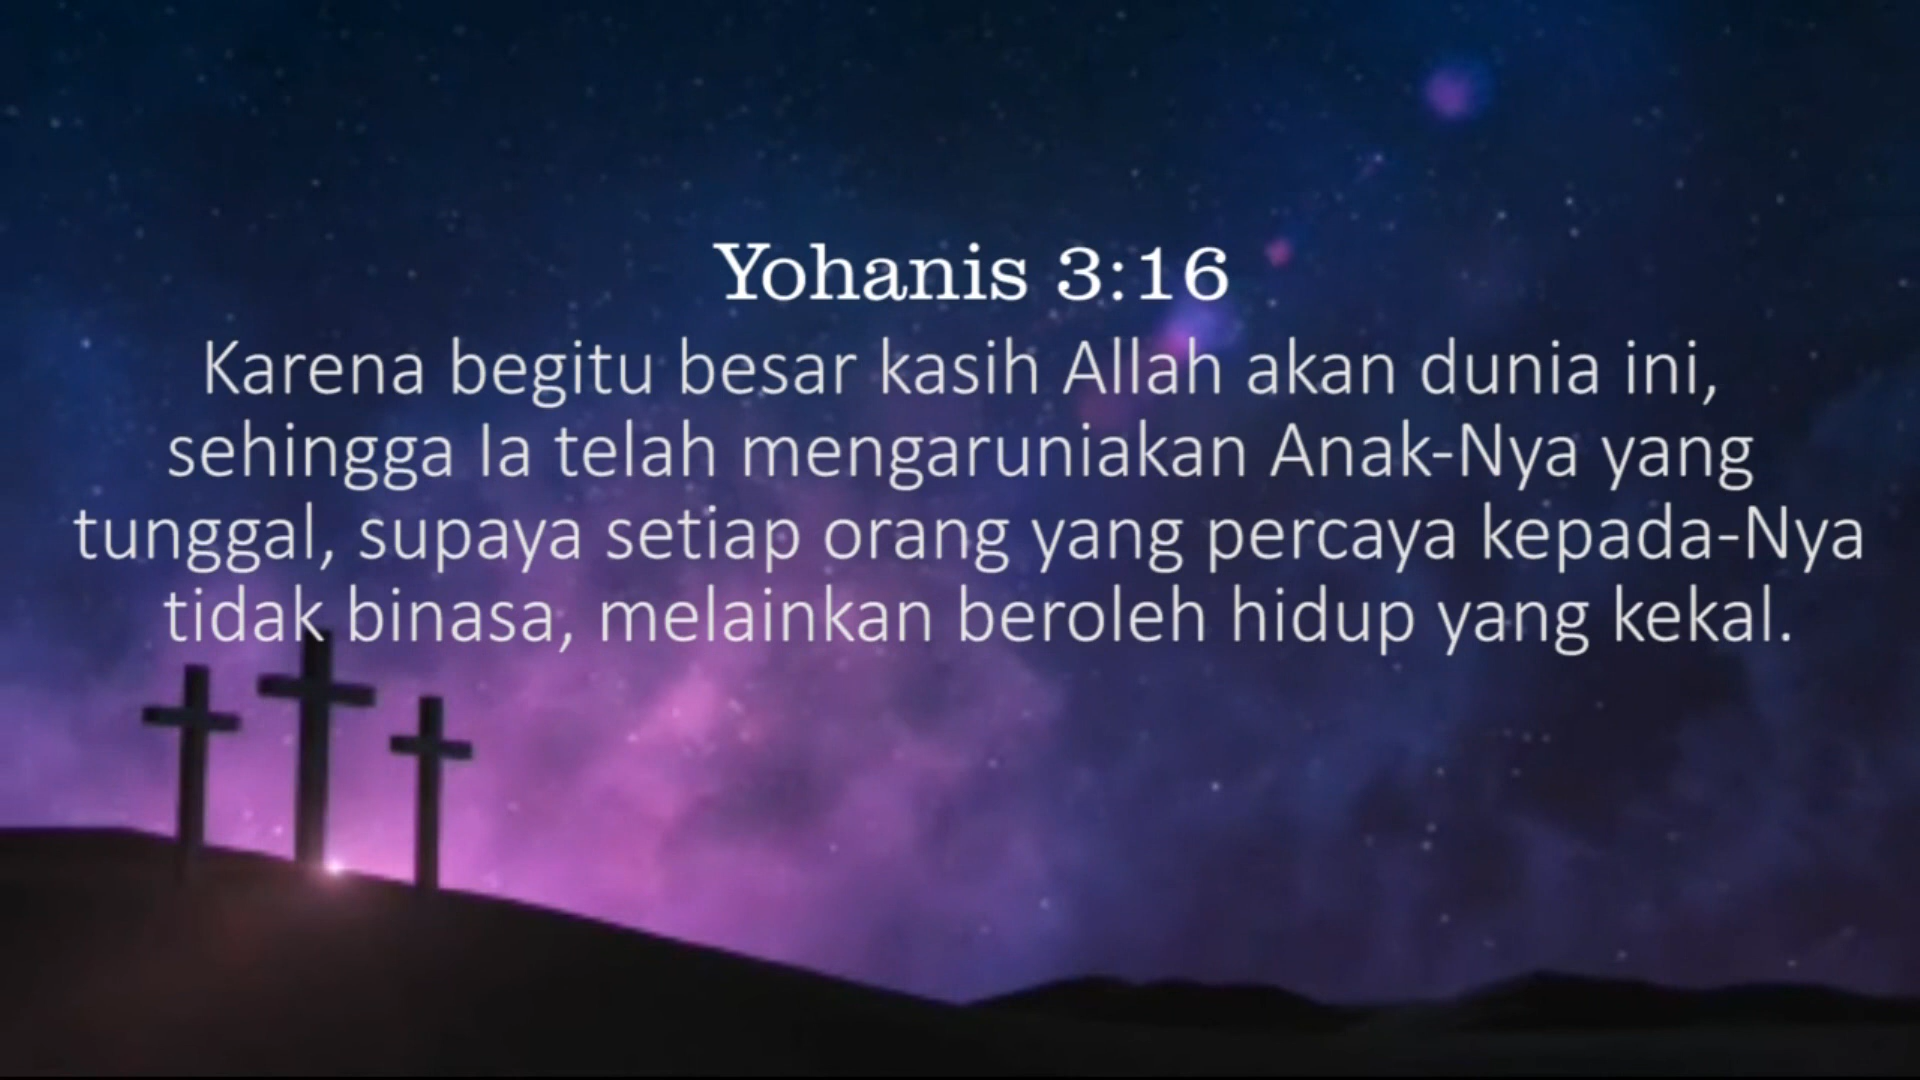 Yohanis 3:16
Karena begitu besar kasih Allah akan dunia ini,
sehingga Ia telah mengaruniakan Anak-Nya yang
tunggal, supaya setiap orang yang percaya kepada-Nya
tidak binasa, melainkan beroleh hidup yang kekal.